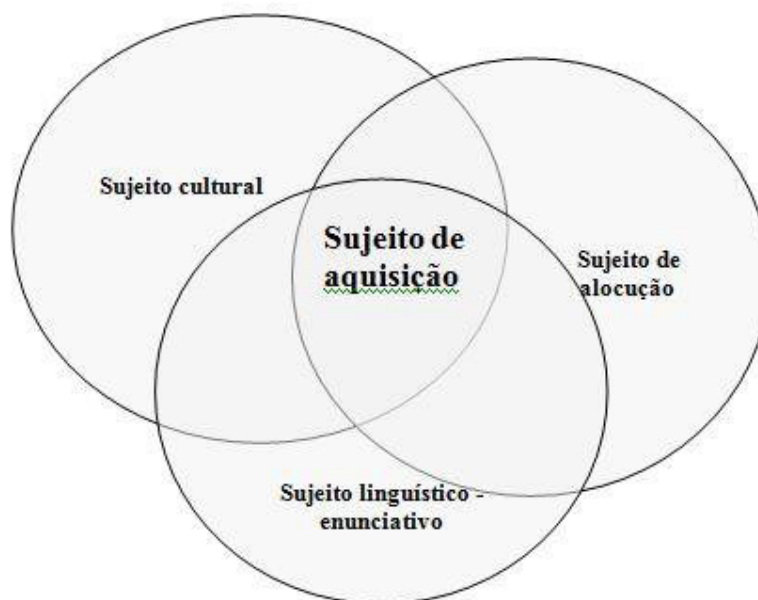 Sujeito cultural
Sujeito de
aquisição
Sujeito de
alocução
Sujeito linguístico -
enunciativo